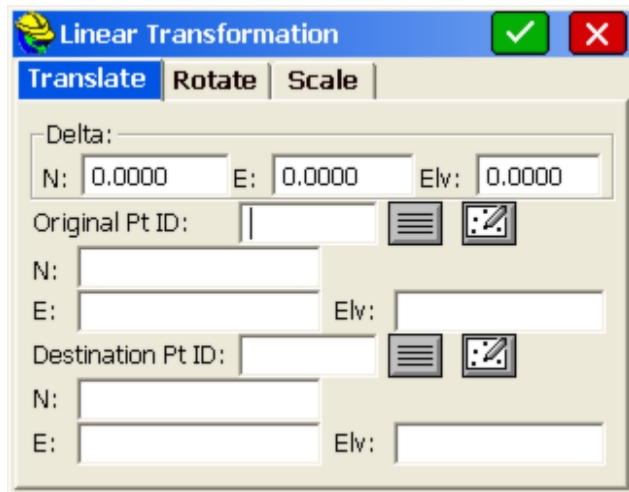 Linear Transformation
Translate Rotate Scale
Delta:
N: 0.0000 E: 0.0000 Elv: 0.0000
Original Pt ID:
N:
E: Elv:
Destination Pt ID:
N:
E: Elv: